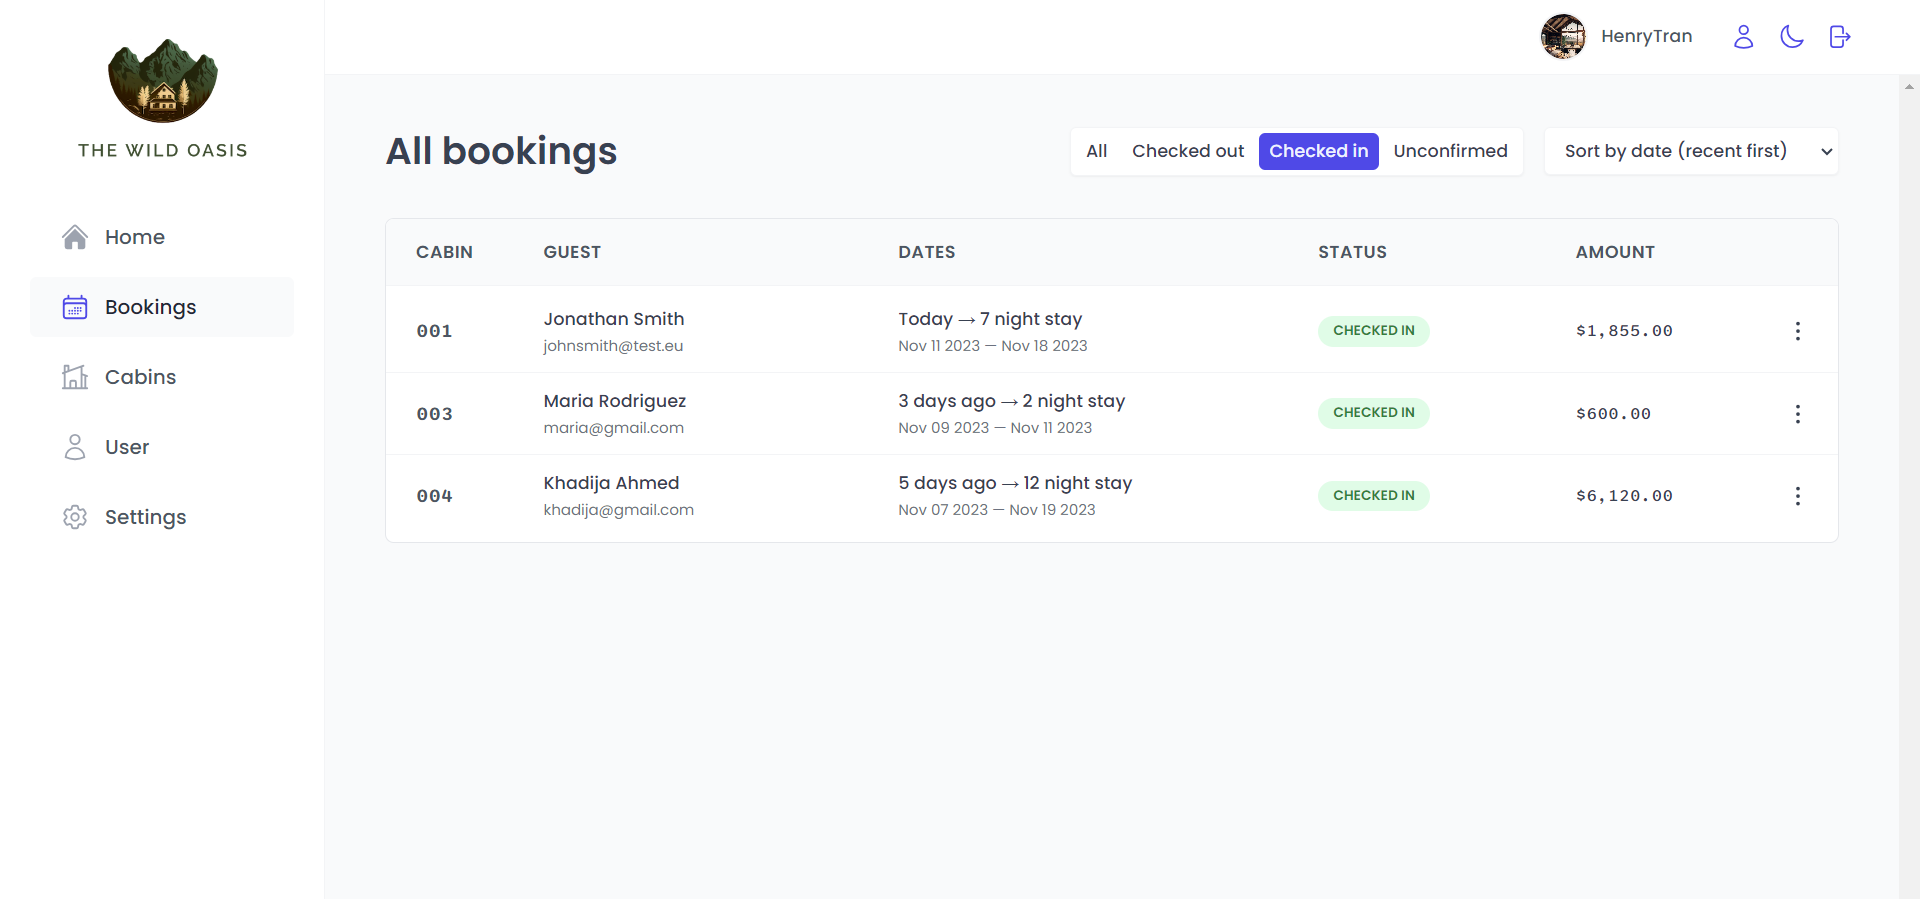 THE WILD OASIS
HenryTran
Home
Bookings
Cabins
User
Settings
All bookings
All Checked out Checked in Unconfirmed Sort by date (recent first)
CABIN GUEST DATES STATUS AMOUNT
001 Jonathan Smith Today → 7 night stay CHECKED IN $1,855.00
johnsmith@test.eu Nov 11 2023 — Nov 18 2023
003 Maria Rodriguez 3 days ago → 2 night stay CHECKED IN $600.00
maria@gmail.com Nov 09 2023 — Nov 11 2023
004 Khadija Ahmed 5 days ago → 12 night stay CHECKED IN $6,120.00
khadija@gmail.com Nov 07 2023 — Nov 19 2023